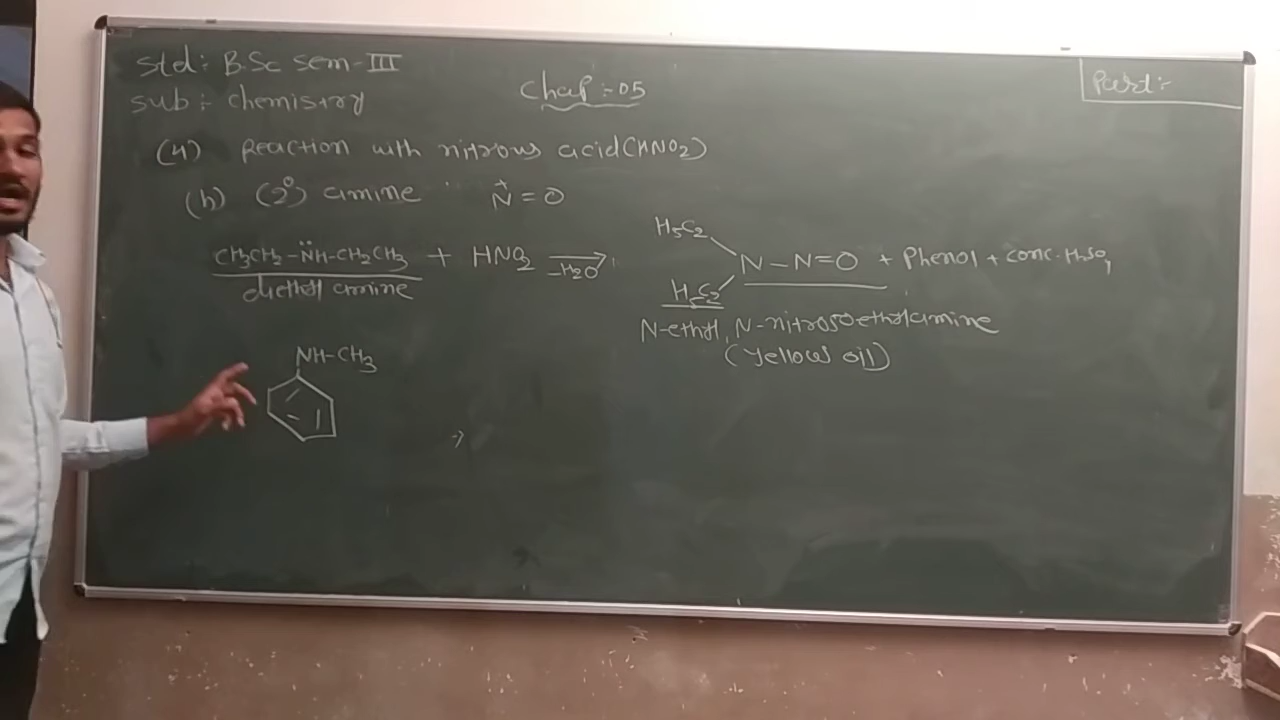 Std:- B.Sc Sem-III
Sub:- Chemistry
Chap:-05
Part:-
(4) Reaction with nitrous acid (HNO2)
(b) (2°) amine N⁺=O
CH3CH2-N̈H-CH2CH3 + HNO2 → -H2O
diethyl amine
H5C2
H5C2
N-N=O + Phenol + conc. H2SO4
N-ethyl, N-nitrosoethylamine
(Yellow oil)
NH-CH3